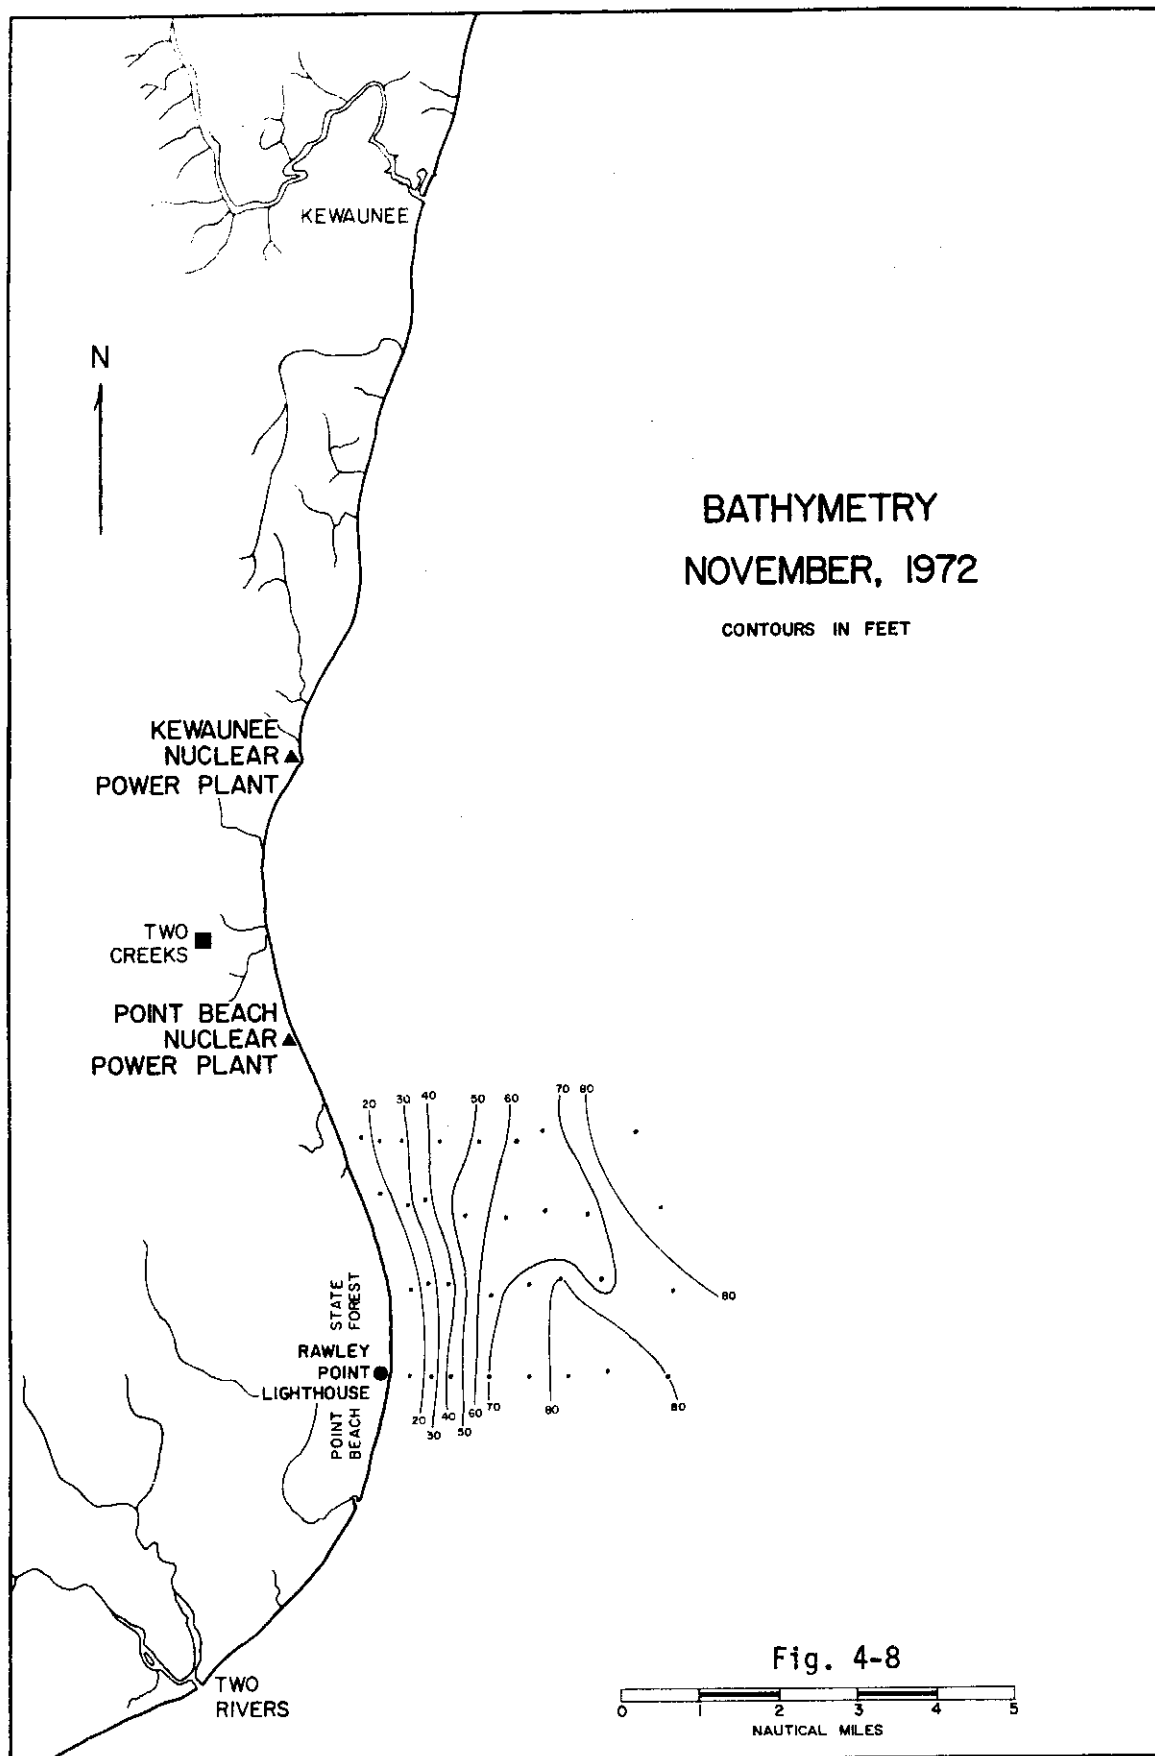 KEWAUNEE
N
BATHYMETRY
NOVEMBER, 1972
CONTOURS IN FEET
KEWAUNEE
NUCLEAR
POWER PLANT
TWO
CREEKS
POINT BEACH
NUCLEAR
POWER PLANT
20
30
40
50
60
70
80
STATE
FOREST
80
RAWLEY
POINT
LIGHTHOUSE
POINT
BEACH
20
30
40
50
60
70
80
80
TWO
RIVERS
Fig. 4-8
0 1 2 3 4 5
NAUTICAL MILES